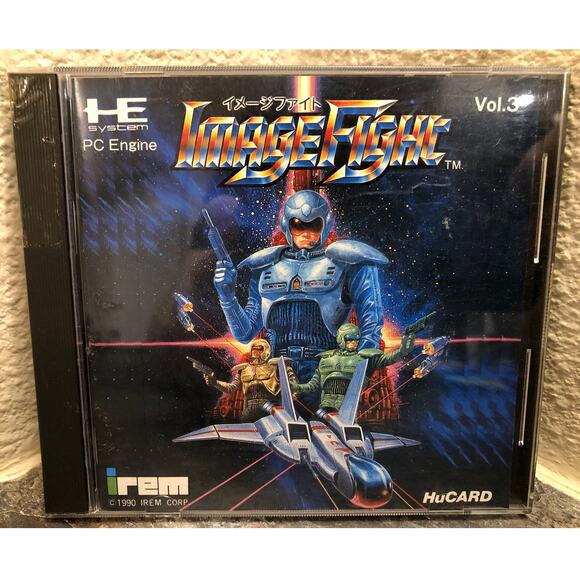 HE
system
PC Engine
イメージファイト
IMAGEFIGHT
TM
Vol.3
irem
© 1990 IREM CORP
HuCARD